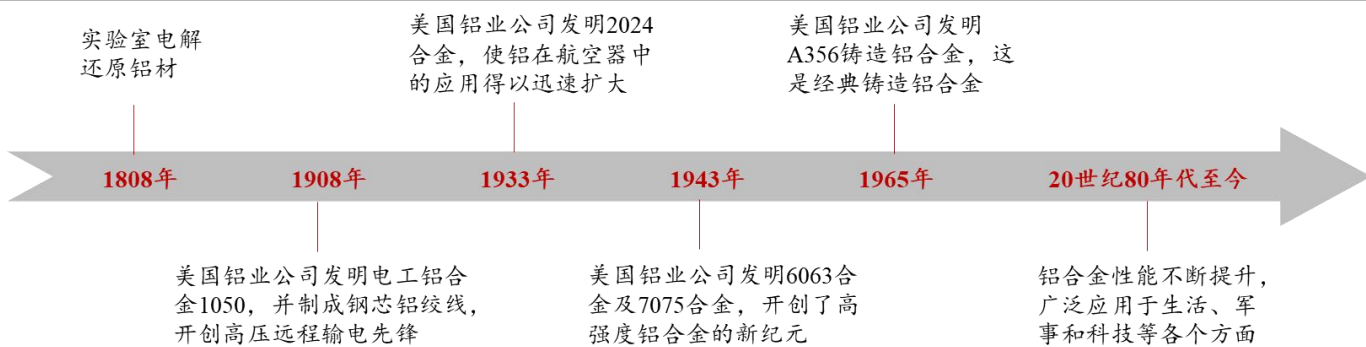 实验室电解
还原铝材
美国铝业公司发明2024
合金，使铝在航空器中
的应用得以迅速扩大
美国铝业公司发明
A356铸造铝合金，这
是经典铸造铝合金
1808年
1908年
1933年
1943年
1965年
20世纪80年代至今
美国铝业公司发明电工铝合
金1050，并制成钢芯铝绞线，
开创高压远程输电先锋
美国铝业公司发明6063合
金及7075合金，开创了高
强度铝合金的新纪元
铝合金性能不断提升，
广泛应用于生活、军
事和科技等各个方面